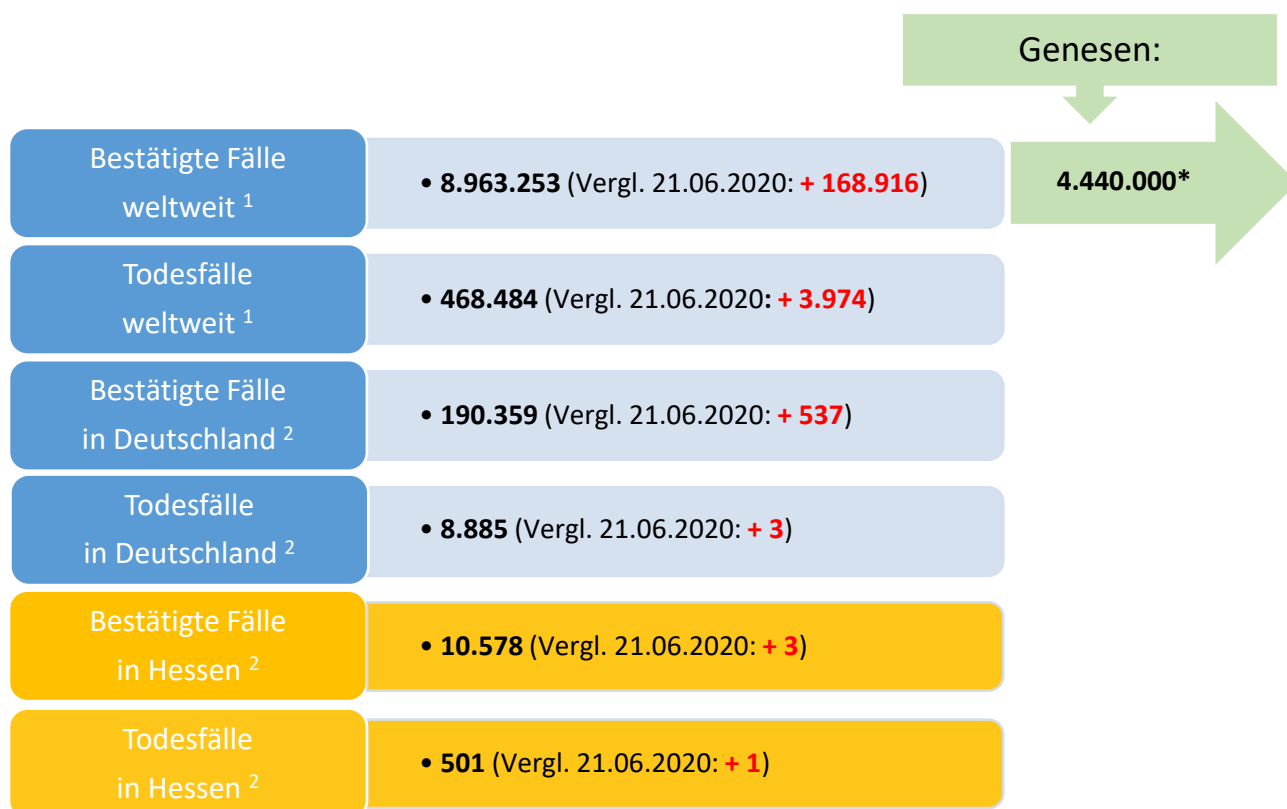 Genesen:
Bestätigte Fälle
weltweit ¹
• 8.963.253 (Vergl. 21.06.2020: + 168.916)
4.440.000*
Todesfälle
weltweit ¹
• 468.484 (Vergl. 21.06.2020: + 3.974)
Bestätigte Fälle
in Deutschland ²
• 190.359 (Vergl. 21.06.2020: + 537)
Todesfälle
in Deutschland ²
• 8.885 (Vergl. 21.06.2020: + 3)
Bestätigte Fälle
in Hessen ²
• 10.578 (Vergl. 21.06.2020: + 3)
Todesfälle
in Hessen ²
• 501 (Vergl. 21.06.2020: + 1)